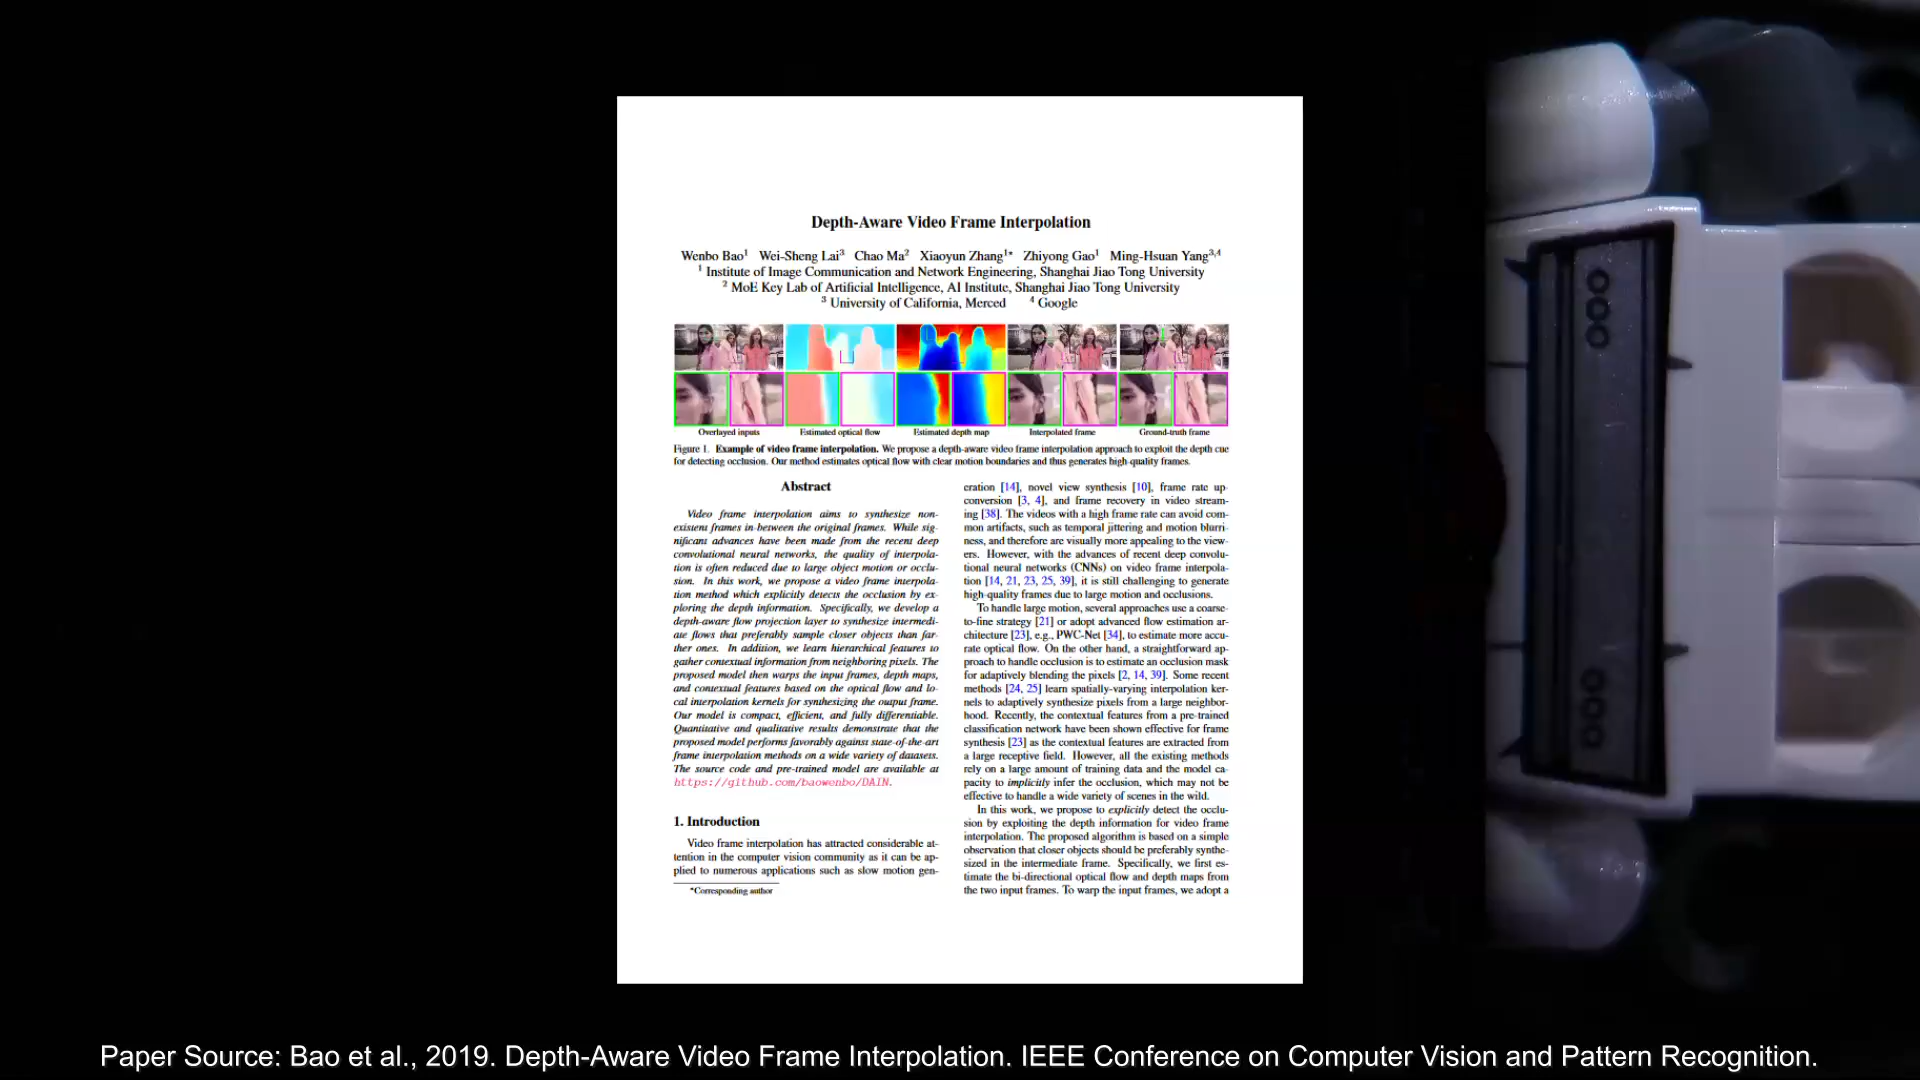 Depth-Aware Video Frame Interpolation
Wenbo Bao¹ Wei-Sheng Lai³ Chao Ma² Xiaoyun Zhang¹* Zhiyong Gao¹ Ming-Hsuan Yang³,⁴
¹ Institute of Image Communication and Network Engineering, Shanghai Jiao Tong University
² MoE Key Lab of Artificial Intelligence, AI Institute, Shanghai Jiao Tong University
³ University of California, Merced ⁴ Google
Overlayed inputs Estimated optical flow Estimated depth map Interpolated frame Ground-truth frame
Figure 1. Example of video frame interpolation. We propose a depth-aware video frame interpolation approach to exploit the depth cue
for detecting occlusion. Our method estimates optical flow with clear motion boundaries and thus generates high-quality frames.
Abstract
Video frame interpolation aims to synthesize non-
existent frames in-between the original frames. While sig-
nificant advances have been made from the recent deep
convolutional neural networks, the quality of interpola-
tion is often reduced due to large object motion or occlu-
sion. In this work, we propose a video frame interpola-
tion method which explicitly detects the occlusion by ex-
ploring the depth information. Specifically, we develop a
depth-aware flow projection layer to synthesize intermedi-
ate flows that preferably sample closer objects than far-
ther ones. In addition, we learn hierarchical features to
gather contextual information from neighboring pixels. The
proposed model then warps the input frames, depth maps,
and contextual features based on the optical flow and lo-
cal interpolation kernels for synthesizing the output frame.
Our model is compact, efficient, and fully differentiable.
Quantitative and qualitative results demonstrate that the
proposed model performs favorably against state-of-the-art
frame interpolation methods on a wide variety of datasets.
The source code and pre-trained model are available at
https://github.com/baowenbo/DAIN.
1. Introduction
Video frame interpolation has attracted considerable at-
tention in the computer vision community as it can be ap-
plied to numerous applications such as slow motion gen-
*Corresponding author
eration [14], novel view synthesis [10], frame rate up-
conversion [3, 4], and frame recovery in video stream-
ing [38]. The videos with a high frame rate can avoid com-
mon artifacts, such as temporal jittering and motion blurri-
ness, and therefore are visually more appealing to the view-
ers. However, with the advances of recent deep convolu-
tional neural networks (CNNs) on video frame interpola-
tion [14, 21, 23, 25, 39], it is still challenging to generate
high-quality frames due to large motion and occlusions.
To handle large motion, several approaches use a coarse-
to-fine strategy [21] or adopt advanced flow estimation ar-
chitecture [23], e.g., PWC-Net [34], to estimate more accu-
rate optical flow. On the other hand, a straightforward ap-
proach to handle occlusion is to estimate an occlusion mask
for adaptively blending the pixels [2, 14, 39]. Some recent
methods [24, 25] learn spatially-varying interpolation ker-
nels to adaptively synthesize pixels from a large neighbor-
hood. Recently, the contextual features from a pre-trained
classification network have been shown effective for frame
synthesis [23] as the contextual features are extracted from
a large receptive field. However, all the existing methods
rely on a large amount of training data and the model ca-
pacity to implicitly infer the occlusion, which may not be
effective to handle a wide variety of scenes in the wild.
In this work, we propose to explicitly detect the occlu-
sion by exploiting the depth information for video frame
interpolation. The proposed algorithm is based on a simple
observation that closer objects should be preferably synthe-
sized in the intermediate frame. Specifically, we first es-
timate the bi-directional optical flow and depth maps from
the two input frames. To warp the input frames, we adopt a
Paper Source: Bao et al., 2019. Depth-Aware Video Frame Interpolation. IEEE Conference on Computer Vision and Pattern Recognition.